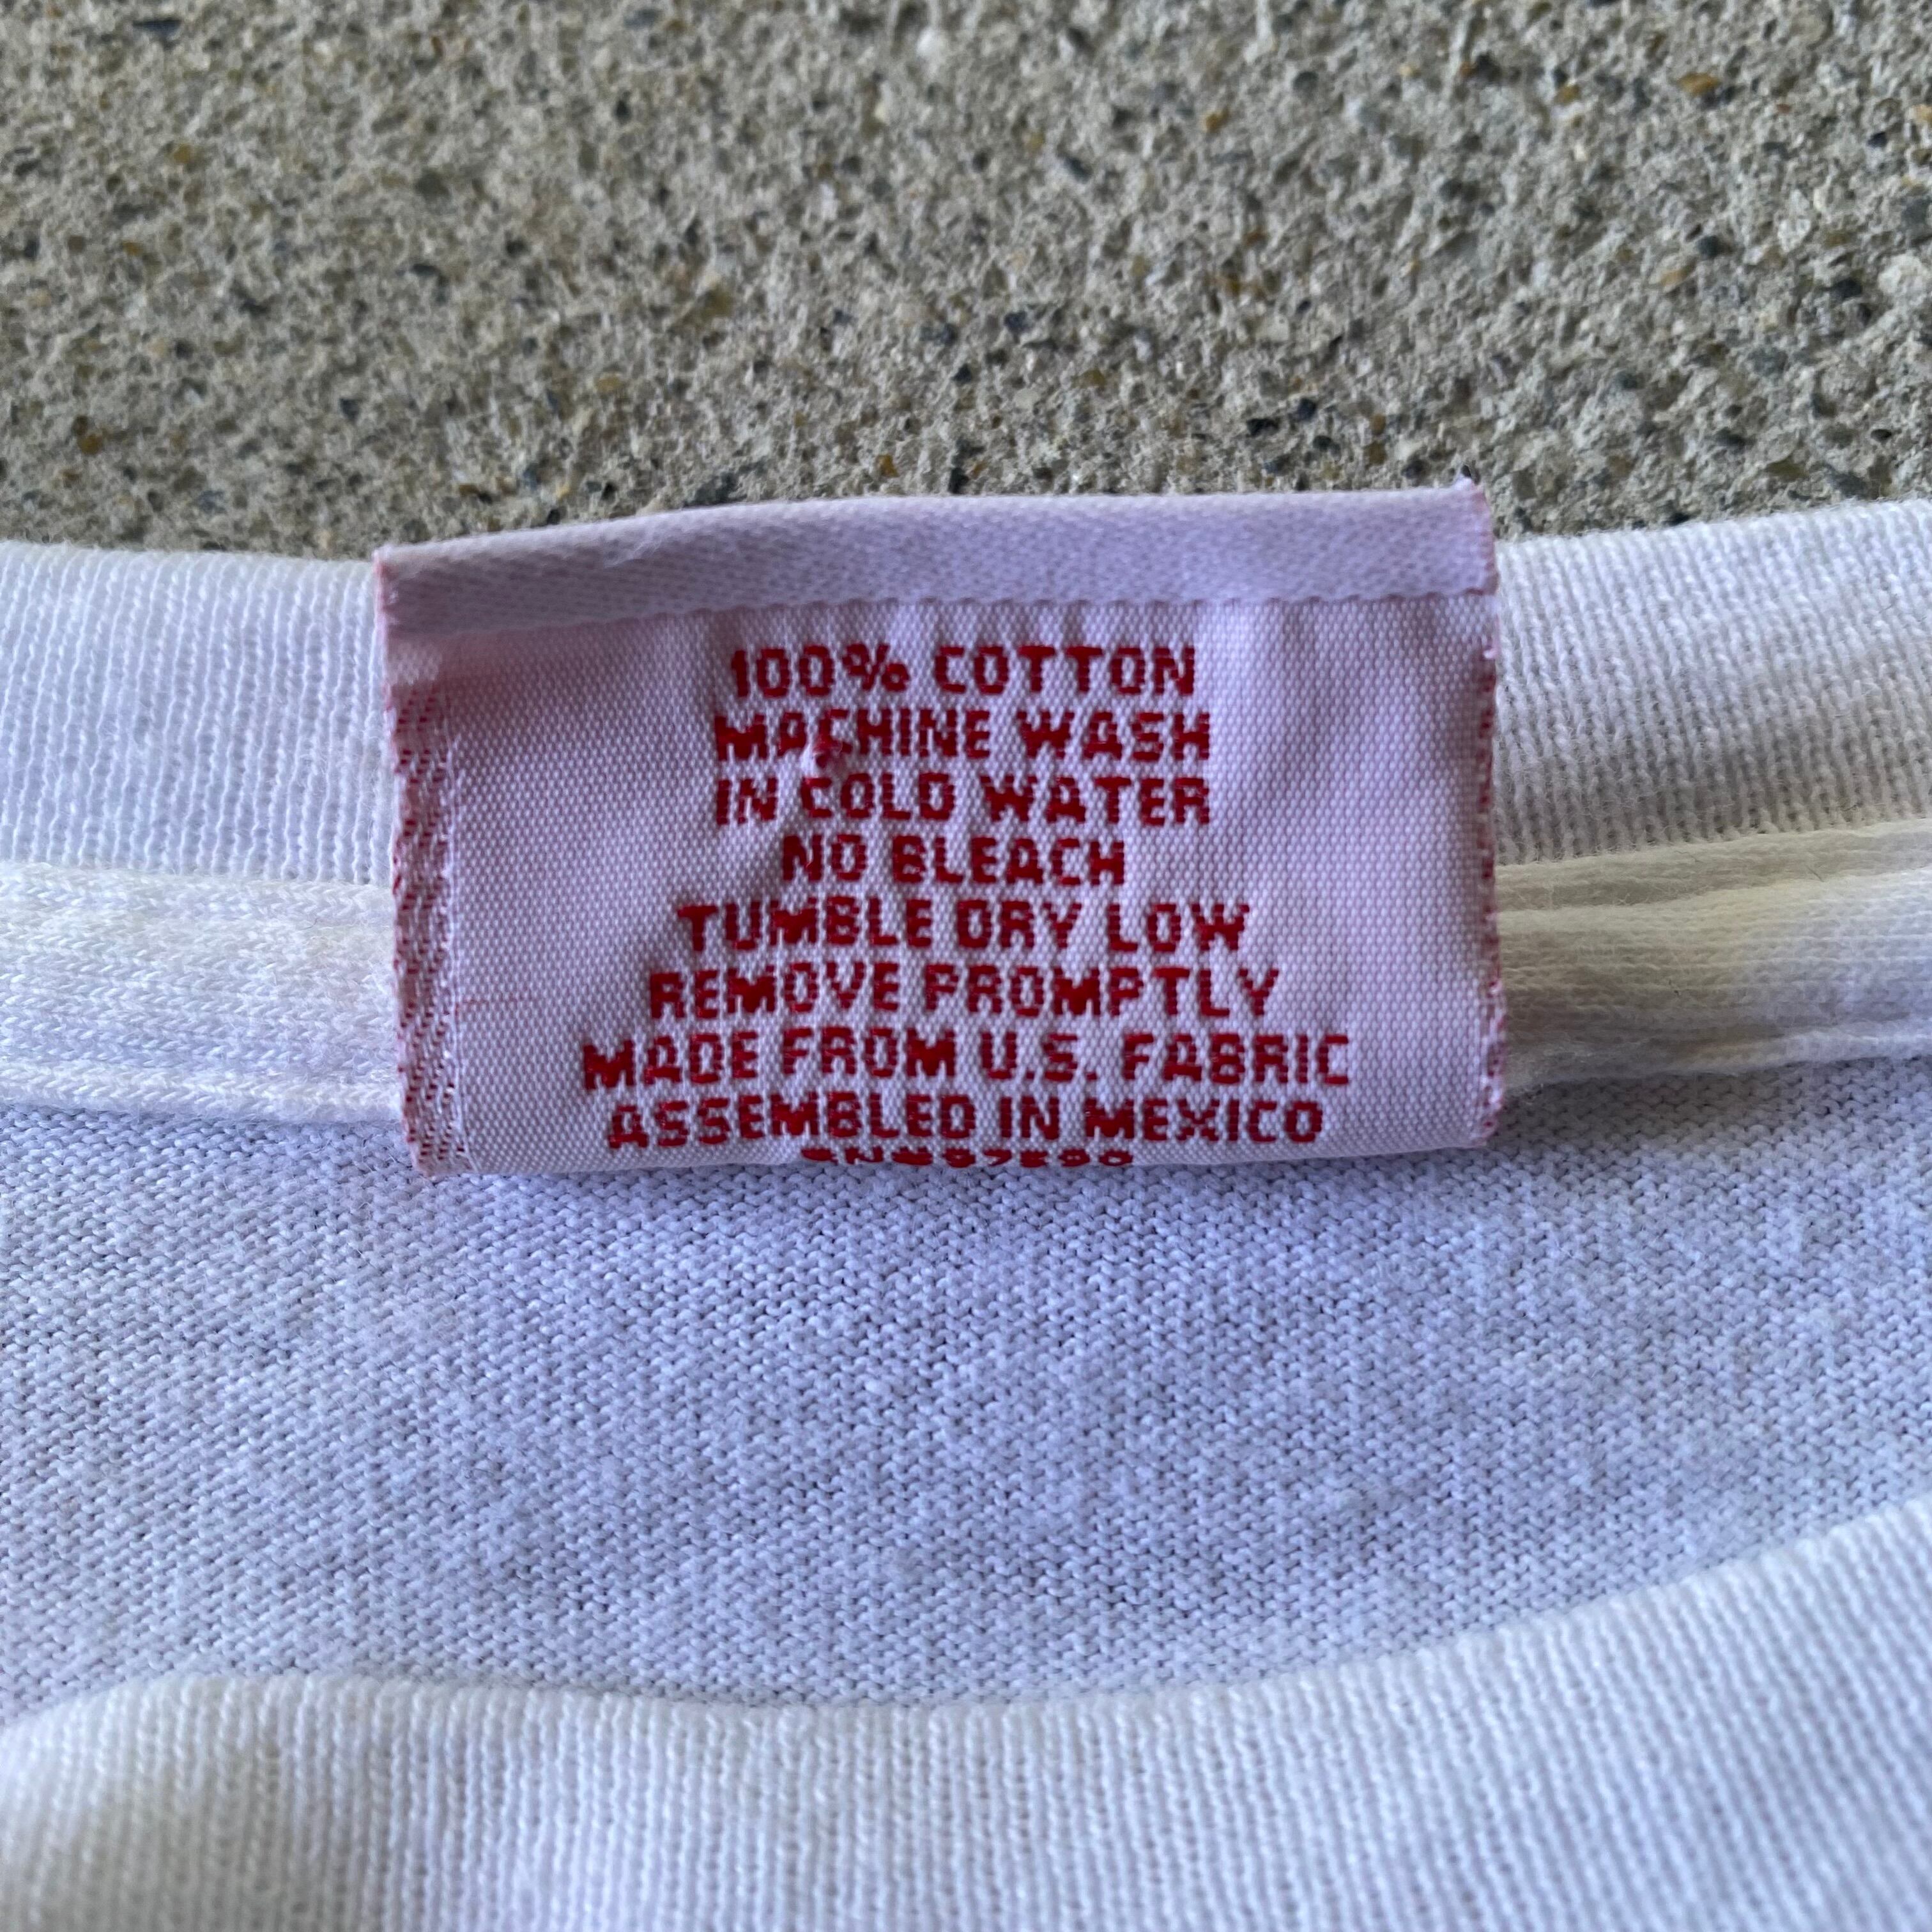 100% COTTON
MACHINE WASH
IN COLD WATER
NO BLEACH
TUMBLE DRY LOW
REMOVE PROMPTLY
MADE FROM U.S. FABRIC
ASSEMBLED IN MEXICO